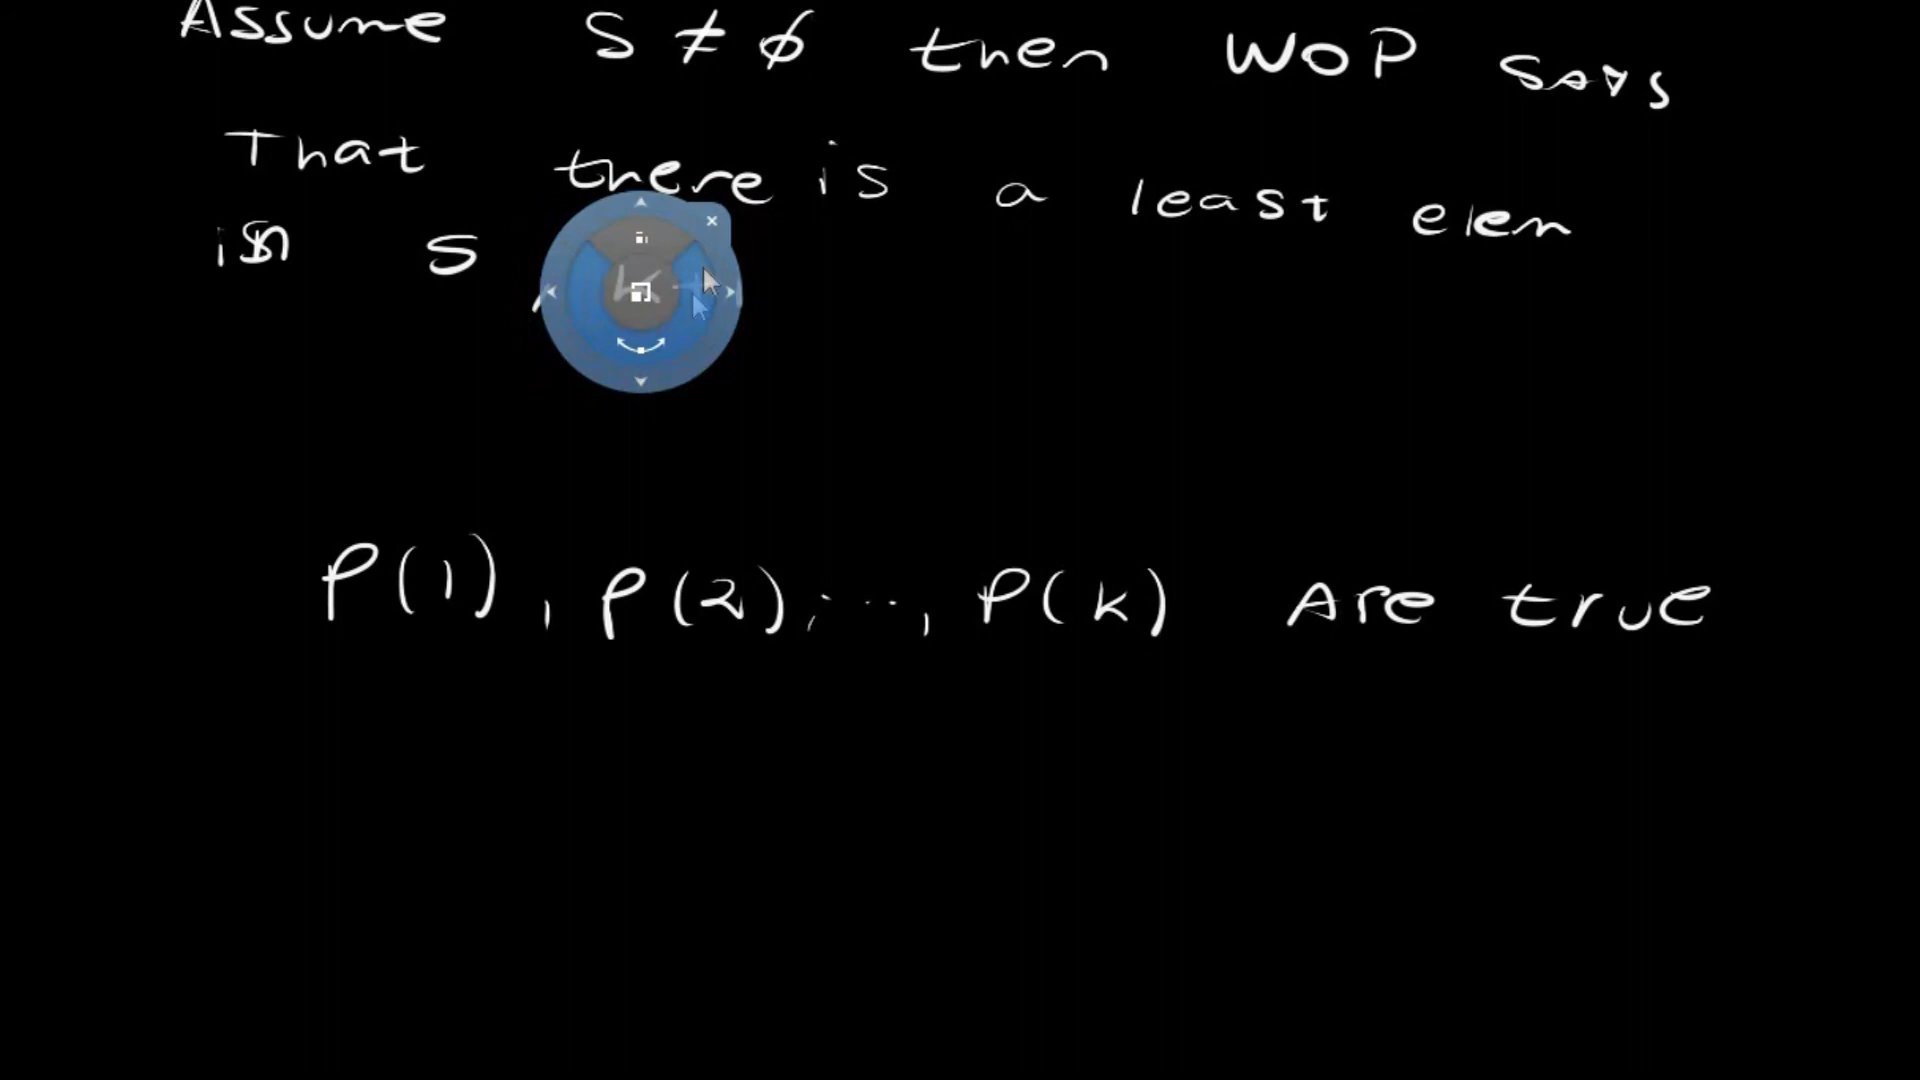 Assume S ≠ ∅ then WOP says
That there is a least elem
in S, k
P(1), P(2), ..., P(k) Are true